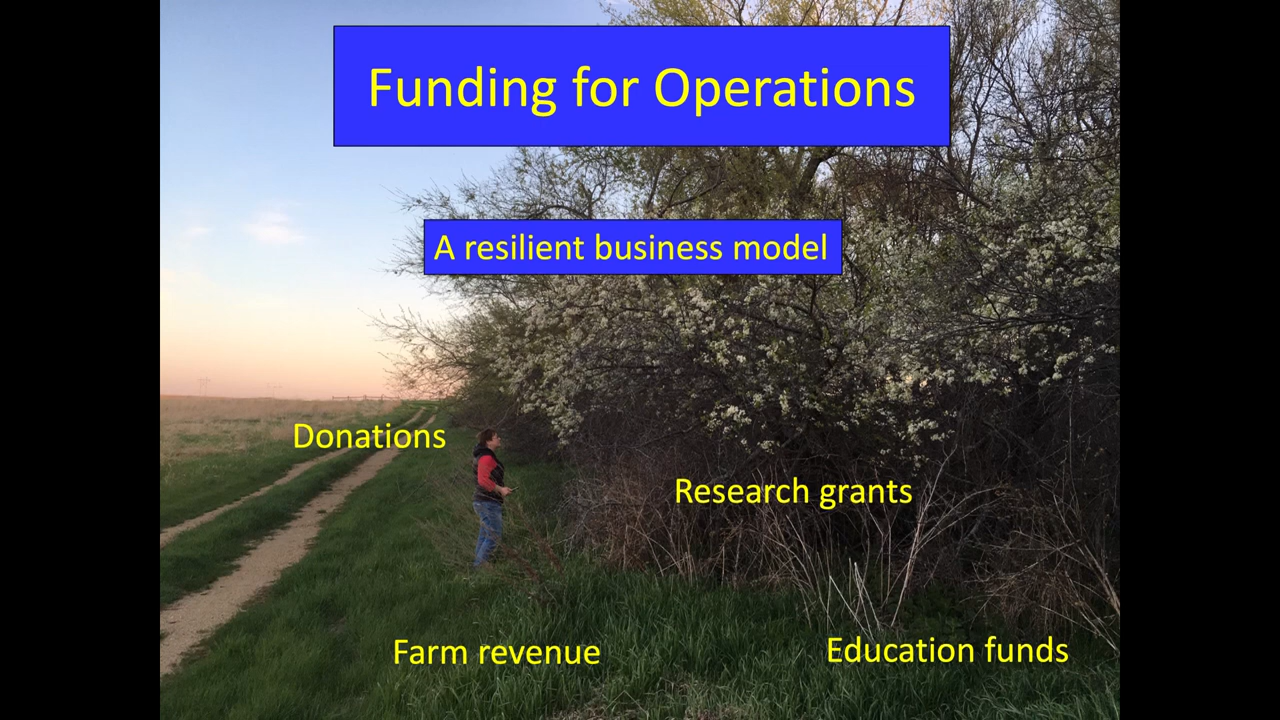 Funding for Operations
A resilient business model
Donations
Research grants
Farm revenue
Education funds